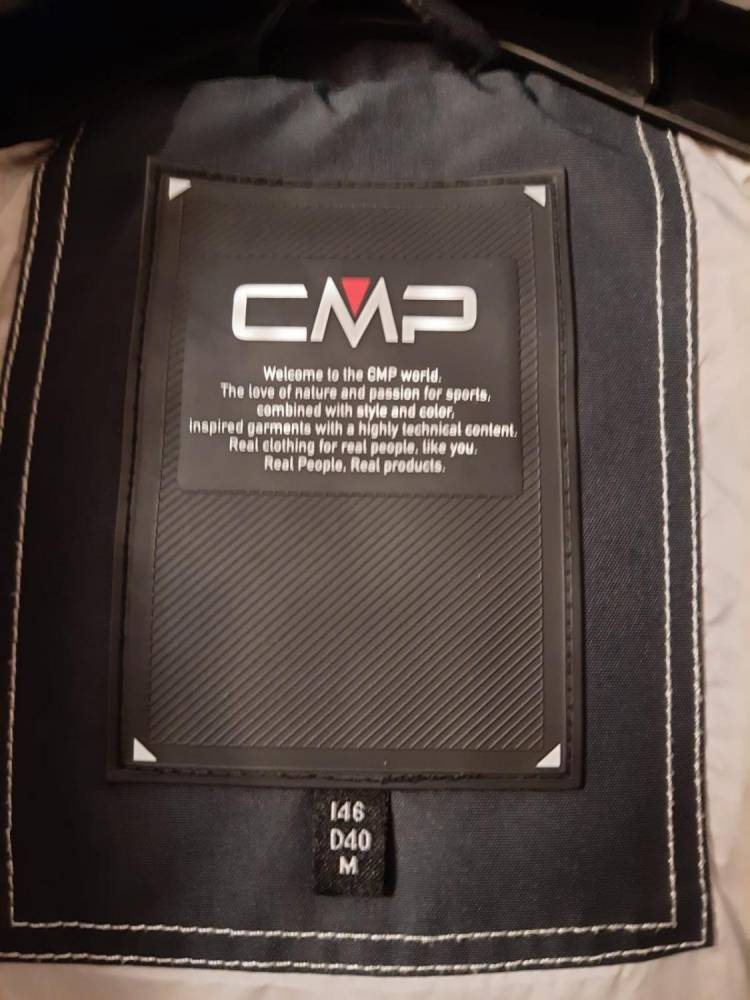 CMP
Welcome to the CMP world.
The love of nature and passion for sports,
combined with style and color,
inspired garments with a highly technical content.
Real clothing for real people, like you.
Real People, Real products.
I46
D40
M